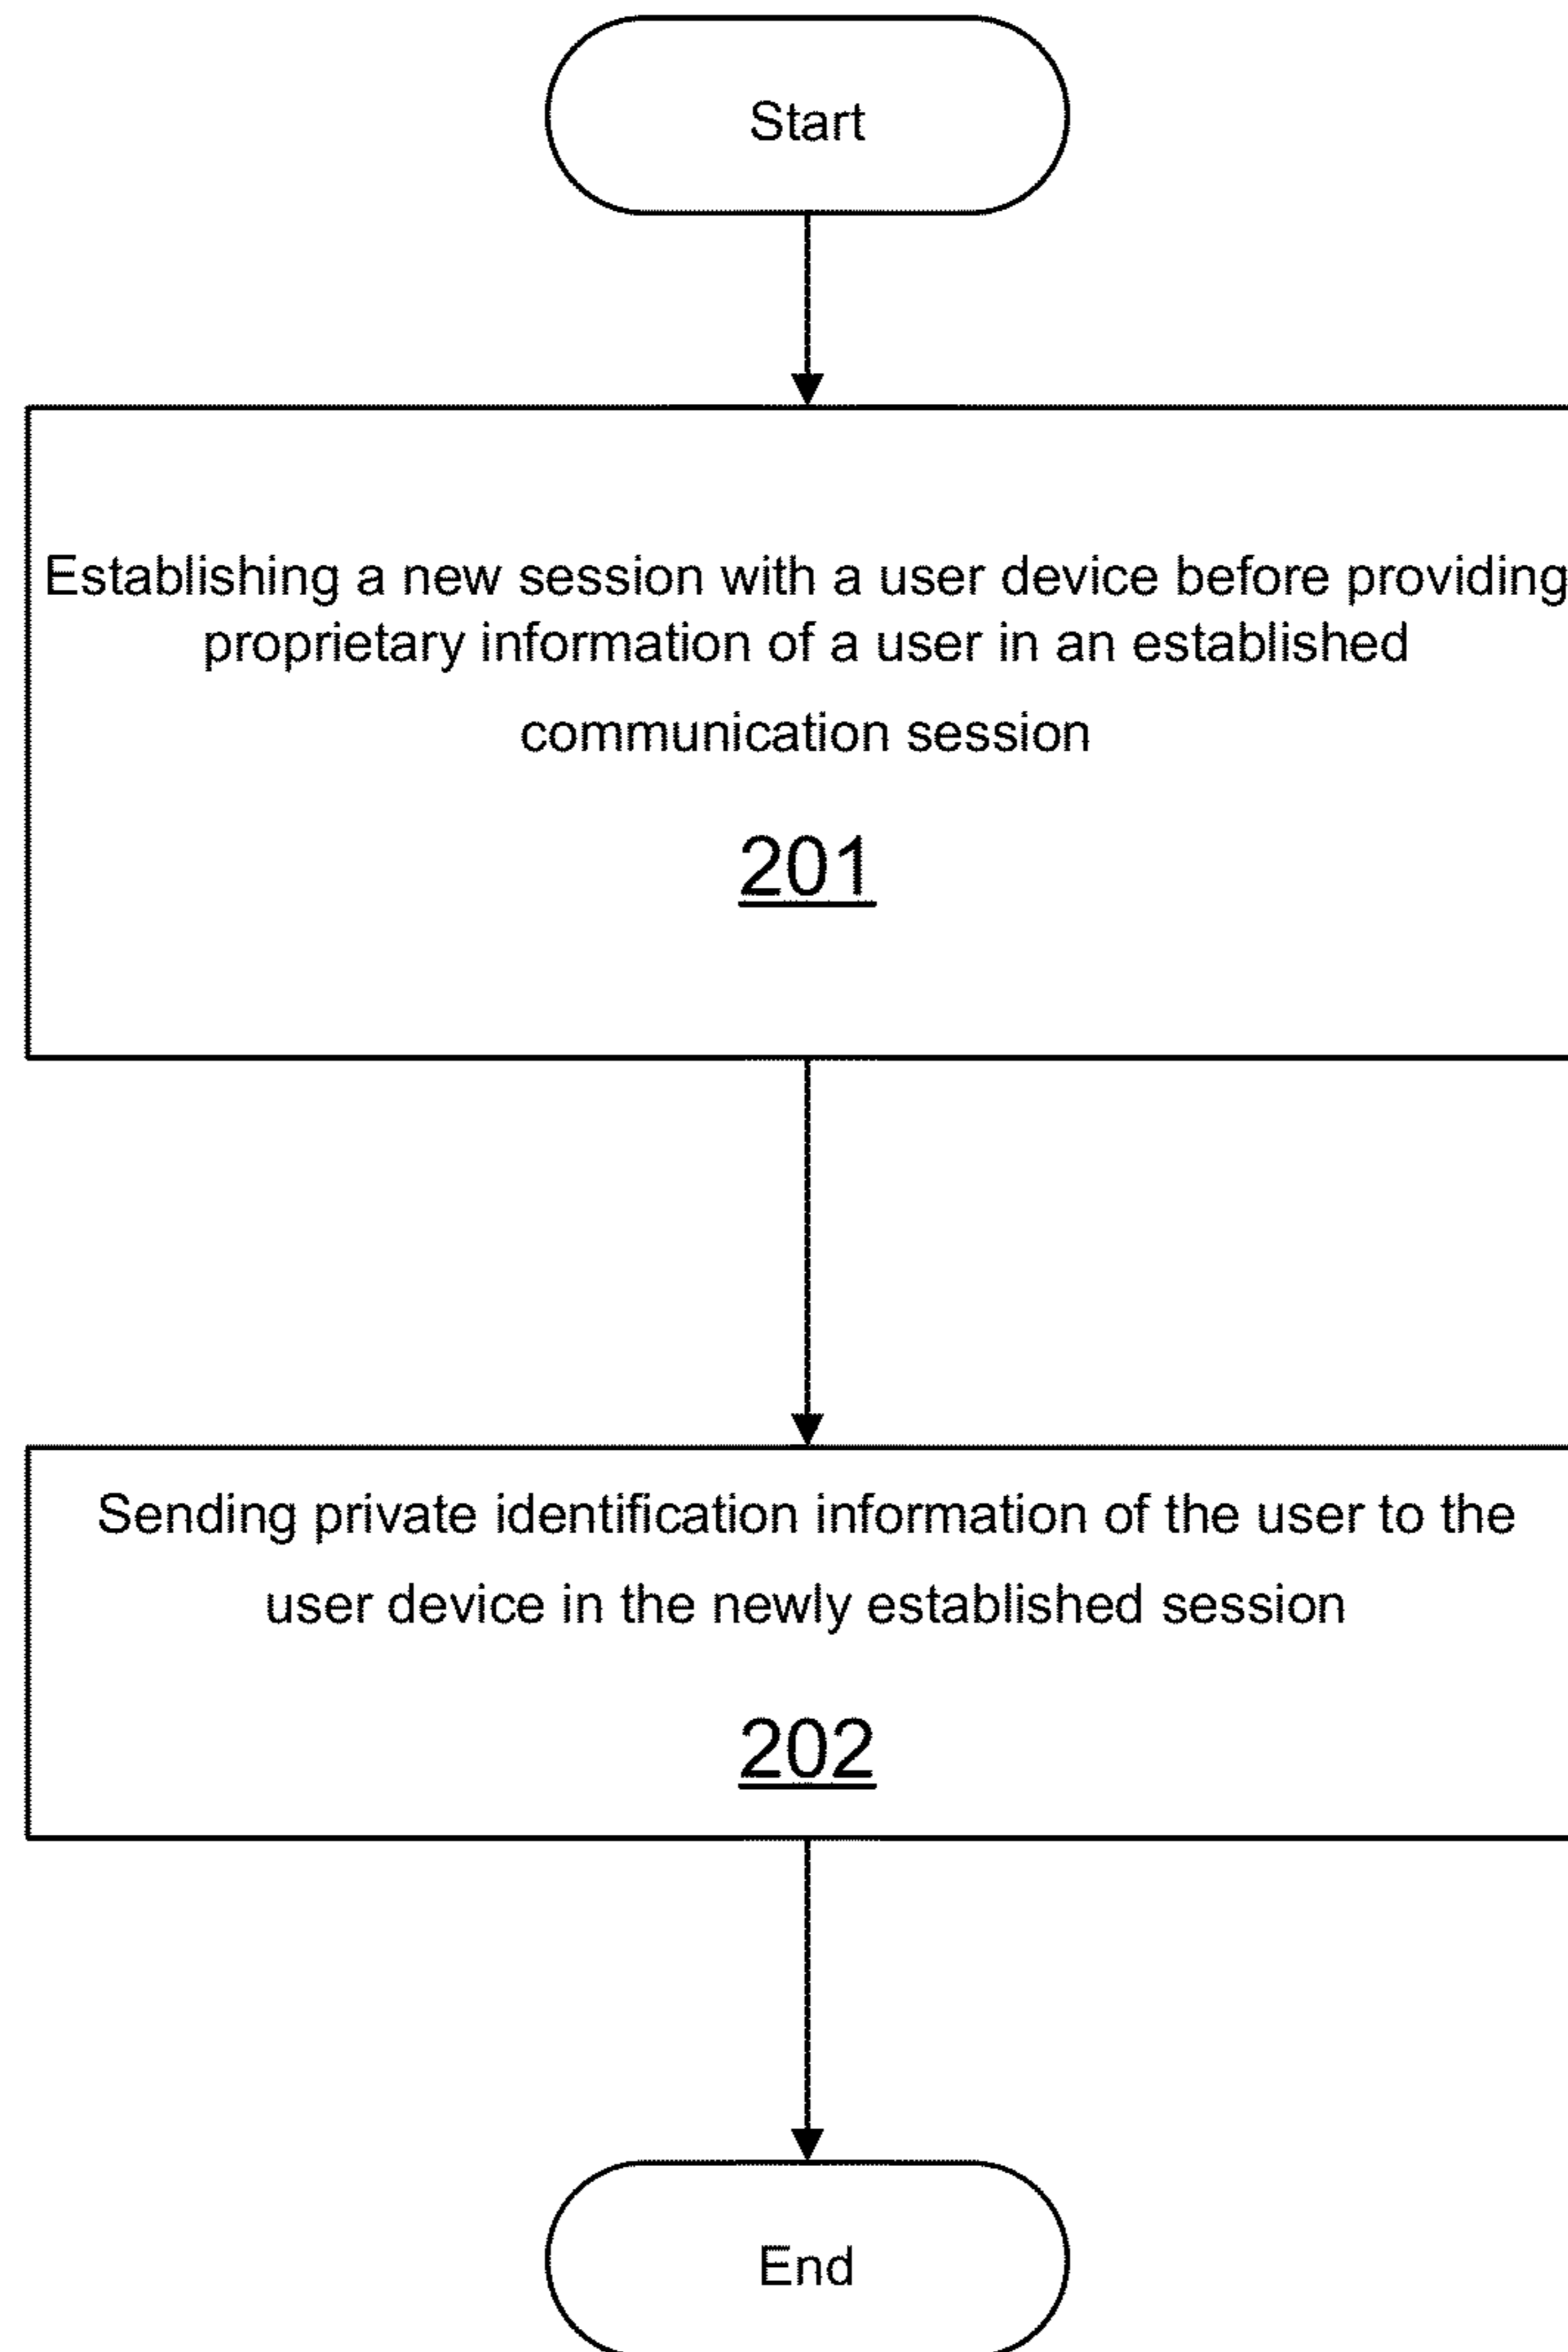 Start
Establishing a new session with a user device before providing
proprietary information of a user in an established
communication session
201
Sending private identification information of the user to the
user device in the newly established session
202
End